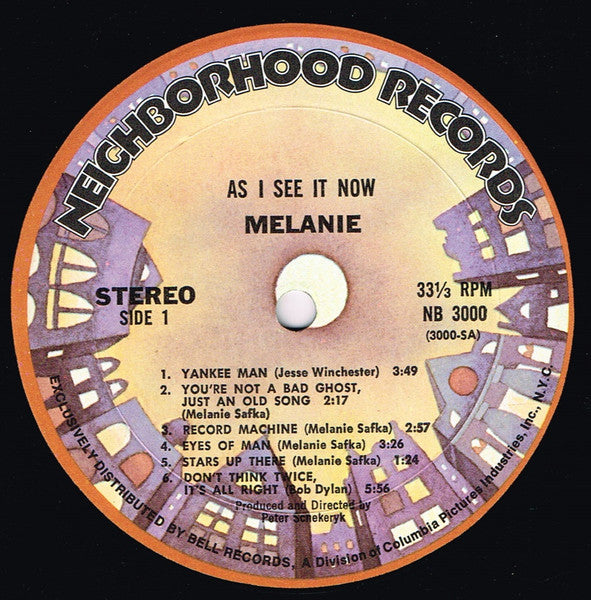 NEIGHBORHOOD RECORDS
AS I SEE IT NOW
MELANIE
STEREO
SIDE 1
33⅓ RPM
NB 3000
(3000-SA)
1. YANKEE MAN (Jesse Winchester) 3:49
2. YOU'RE NOT A BAD GHOST,
JUST AN OLD SONG 2:17
(Melanie Safka)
3. RECORD MACHINE (Melanie Safka) 2:57
4. EYES OF MAN (Melanie Safka) 3:26
5. STARS UP THERE (Melanie Safka) 1:24
6. DON'T THINK TWICE,
IT'S ALL RIGHT (Bob Dylan) 5:56
Produced and Directed by
Peter Schekeryk
EXCLUSIVELY DISTRIBUTED BY BELL RECORDS, A Division of Columbia Pictures Industries, Inc., N.Y.C.